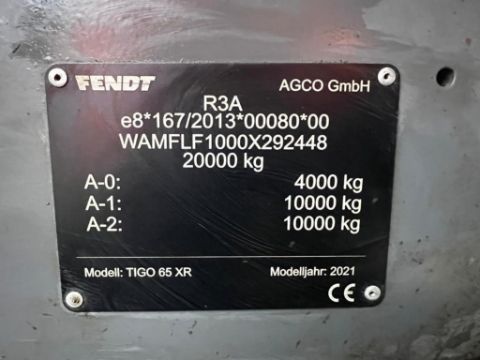 FENDT AGCO GmbH
R3A
e8*167/2013*00080*00
WAMFLF1000X292448
20000 kg
A-0: 4000 kg
A-1: 10000 kg
A-2: 10000 kg
Modell: TIGO 65 XR Modelljahr: 2021
CE